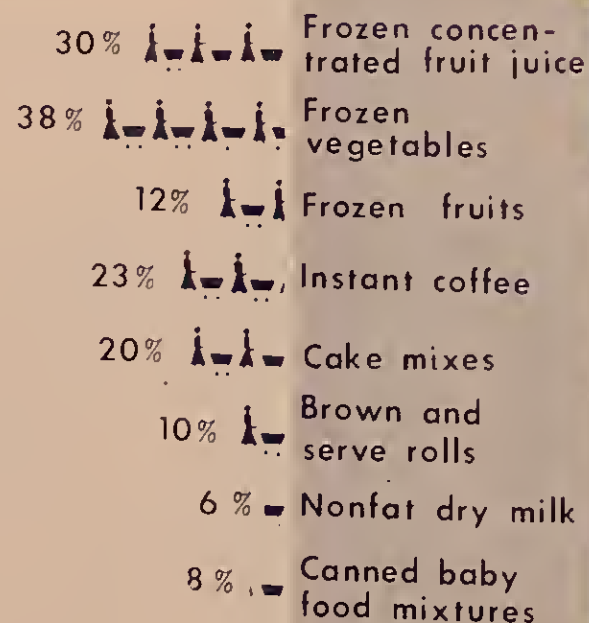 30% Frozen concen-
trated fruit juice
38% Frozen
vegetables
12% Frozen fruits
23% Instant coffee
20% Cake mixes
10% Brown and
serve rolls
6% Nonfat dry milk
8% Canned baby
food mixtures